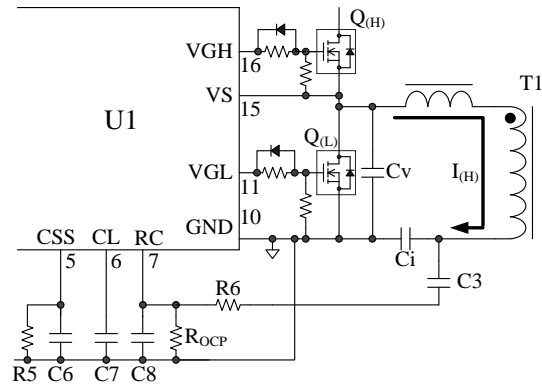 Q(H)
VGH
16
T1
VS
15
U1
Q(L)
I(H)
VGL
11
Cv
10
GND
CSS CL RC
5 6 7
Ci
C3
R6
ROCP
R5 C6 C7 C8